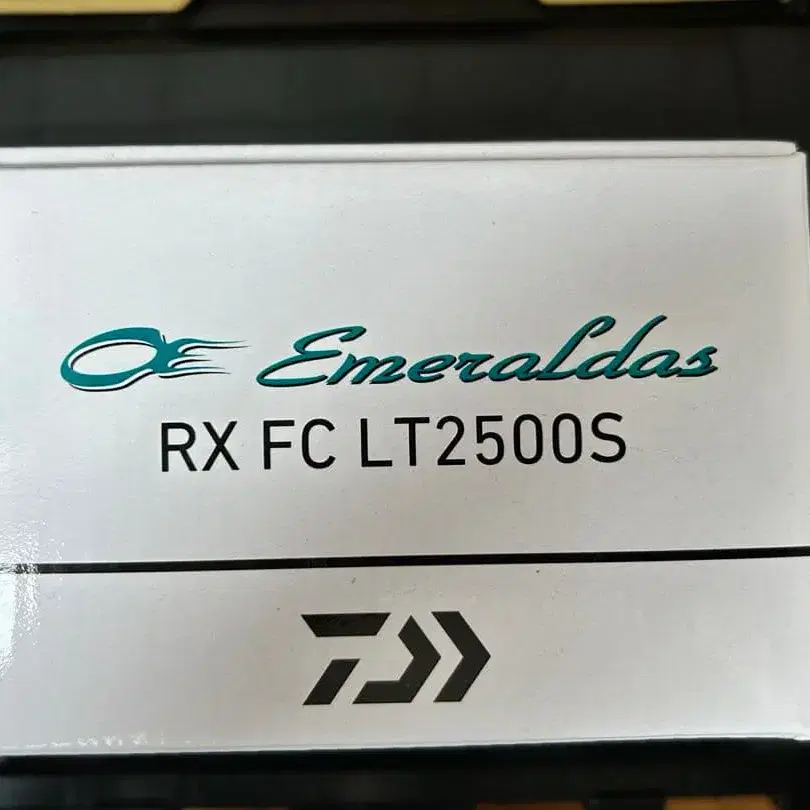 Emeraldas
RX FC LT2500S